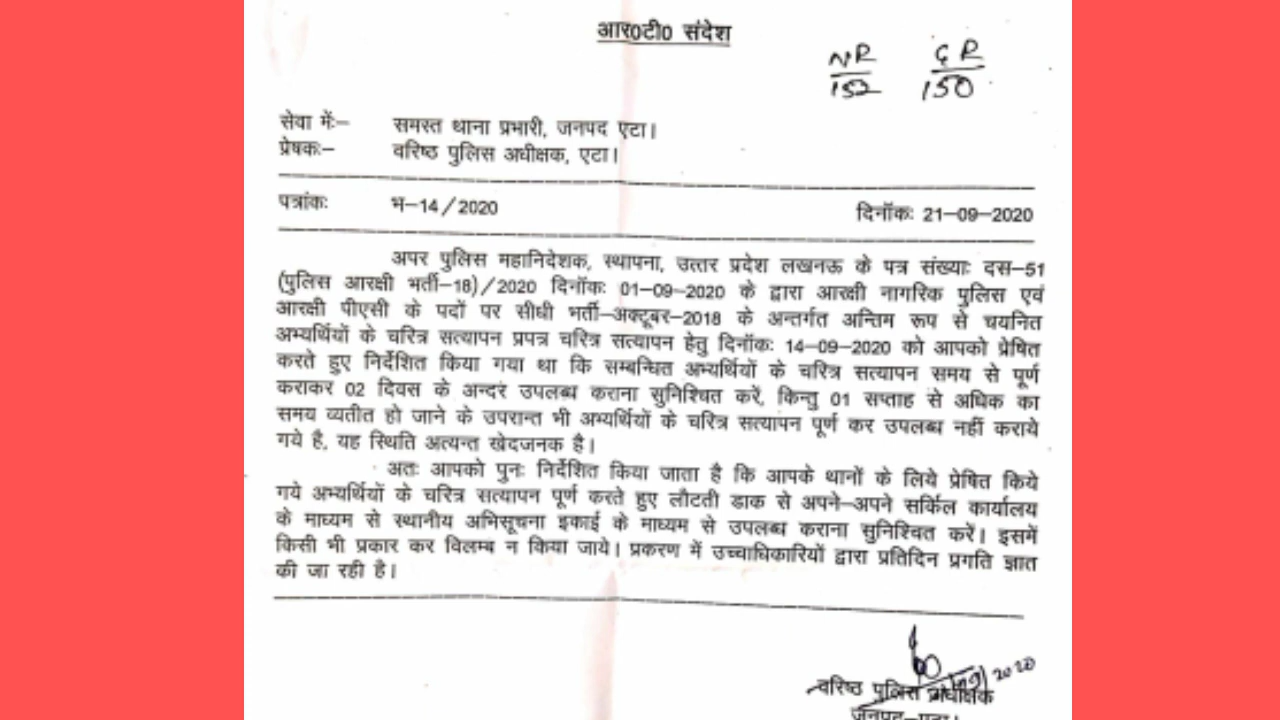 आर0टी0 संदेश
NR GR
152 150
सेवा में:– समस्त थाना प्रभारी, जनपद एटा।
प्रेषकः– वरिष्ठ पुलिस अधीक्षक, एटा।
पत्रांकः भ–14/2020 दिनॉकः 21–09–2020
अपर पुलिस महानिदेशक, स्थापना, उत्तर प्रदेश लखनऊ के पत्र संख्याः दस–51
(पुलिस आरक्षी भर्ती–18)/2020 दिनॉकः 01–09–2020 के द्वारा आरक्षी नागरिक पुलिस एवं
आरक्षी पीएसी के पदों पर सीधी भर्ती–अक्टूबर–2018 के अन्तर्गत अन्तिम रूप से चयनित
अभ्यर्थियों के चरित्र सत्यापन प्रपत्र चरित्र सत्यापन हेतु दिनॉकः 14–09–2020 को आपको प्रेषित
करते हुए निर्देशित किया गया था कि सम्बन्धित अभ्यर्थियों के चरित्र सत्यापन समय से पूर्ण
कराकर 02 दिवस के अन्दर उपलब्ध कराना सुनिश्चित करें, किन्तु 01 सप्ताह से अधिक का
समय व्यतीत हो जाने के उपरान्त भी अभ्यर्थियों के चरित्र सत्यापन पूर्ण कर उपलब्ध नहीं कराये
गये है, यह स्थिति अत्यन्त खेदजनक है।
अतः आपको पुनः निर्देशित किया जाता है कि आपके थानों के लिये प्रेषित किये
गये अभ्यर्थियों के चरित्र सत्यापन पूर्ण करते हुए लौटती डाक से अपने–अपने सर्किल कार्यालय
के माध्यम से स्थानीय अभिसूचना इकाई के माध्यम से उपलब्ध कराना सुनिश्चित करें। इसमें
किसी भी प्रकार कर विलम्ब न किया जाये। प्रकरण में उच्चाधिकारियों द्वारा प्रतिदिन प्रगति ज्ञात
की जा रही है।
वरिष्ठ पुलिस अधीक्षक
जनपद–एटा।